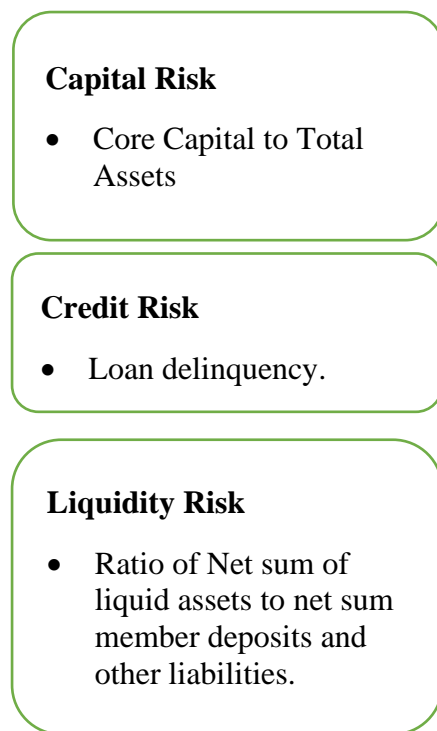 Capital Risk
• Core Capital to Total
Assets
Credit Risk
• Loan delinquency.
Liquidity Risk
• Ratio of Net sum of
liquid assets to net sum
member deposits and
other liabilities.